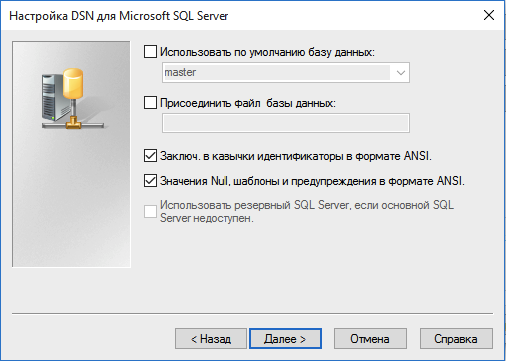 Настройка DSN для Microsoft SQL Server
Использовать по умолчанию базу данных:
master
Присоединить файл базы данных:
Заключ. в кавычки идентификаторы в формате ANSI.
Значения Nul, шаблоны и предупреждения в формате ANSI.
Использовать резервный SQL Server, если основной SQL
Server недоступен.
< Назад
Далее >
Отмена
Справка